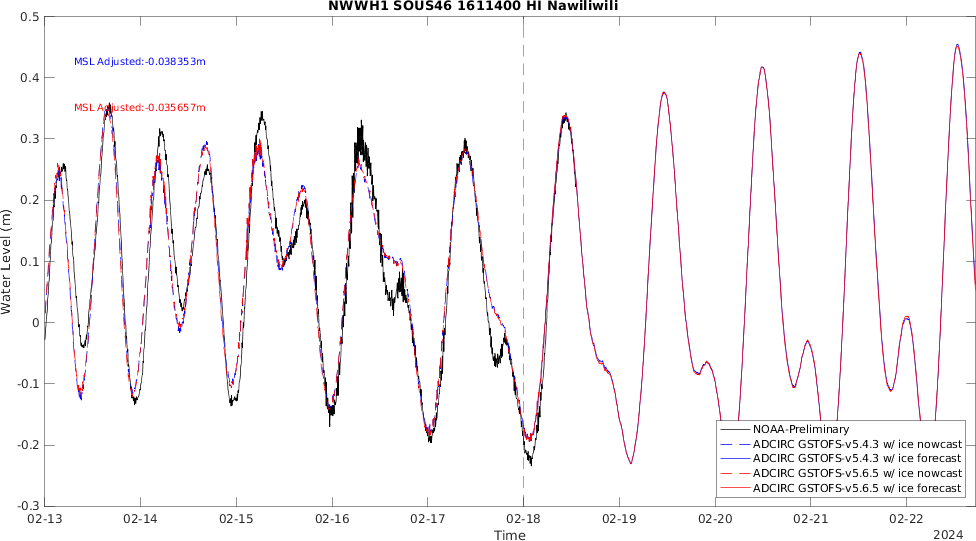 NWWH1 SOUS46 1611400 HI Nawiliwili
0.5
0.4
0.3
0.2
0.1
0
-0.1
-0.2
-0.3
Water Level (m)
MSL Adjusted:-0.038353m
MSL Adjusted:-0.035657m
NOAA-Preliminary
ADCIRC GSTOFS-v5.4.3 w/ ice nowcast
ADCIRC GSTOFS-v5.4.3 w/ ice forecast
ADCIRC GSTOFS-v5.6.5 w/ ice nowcast
ADCIRC GSTOFS-v5.6.5 w/ ice forecast
02-13 02-14 02-15 02-16 02-17 02-18 02-19 02-20 02-21 02-22
Time
2024